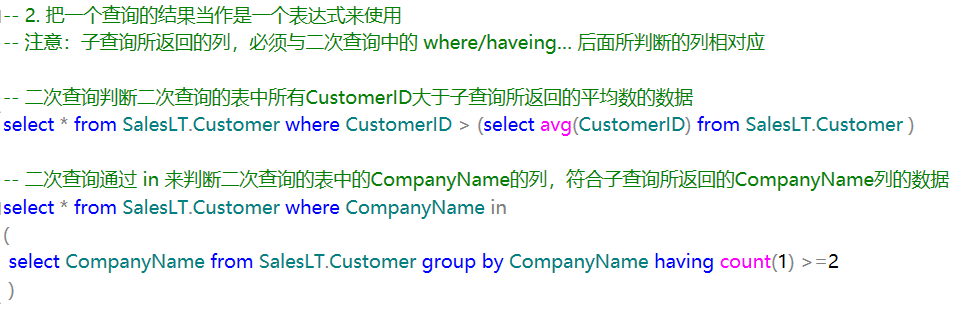 -- 2. 把一个查询的结果当作是一个表达式来使用
-- 注意：子查询所返回的列，必须与二次查询中的 where/haveing... 后面所判断的列相对应
-- 二次查询判断二次查询的表中所有CustomerID大于子查询所返回的平均数的数据
select * from SalesLT.Customer where CustomerID > (select avg(CustomerID) from SalesLT.Customer )
-- 二次查询通过 in 来判断二次查询的表中的CompanyName的列，符合子查询所返回的CompanyName列的数据
select * from SalesLT.Customer where CompanyName in
(
select CompanyName from SalesLT.Customer group by CompanyName having count(1) >=2
)